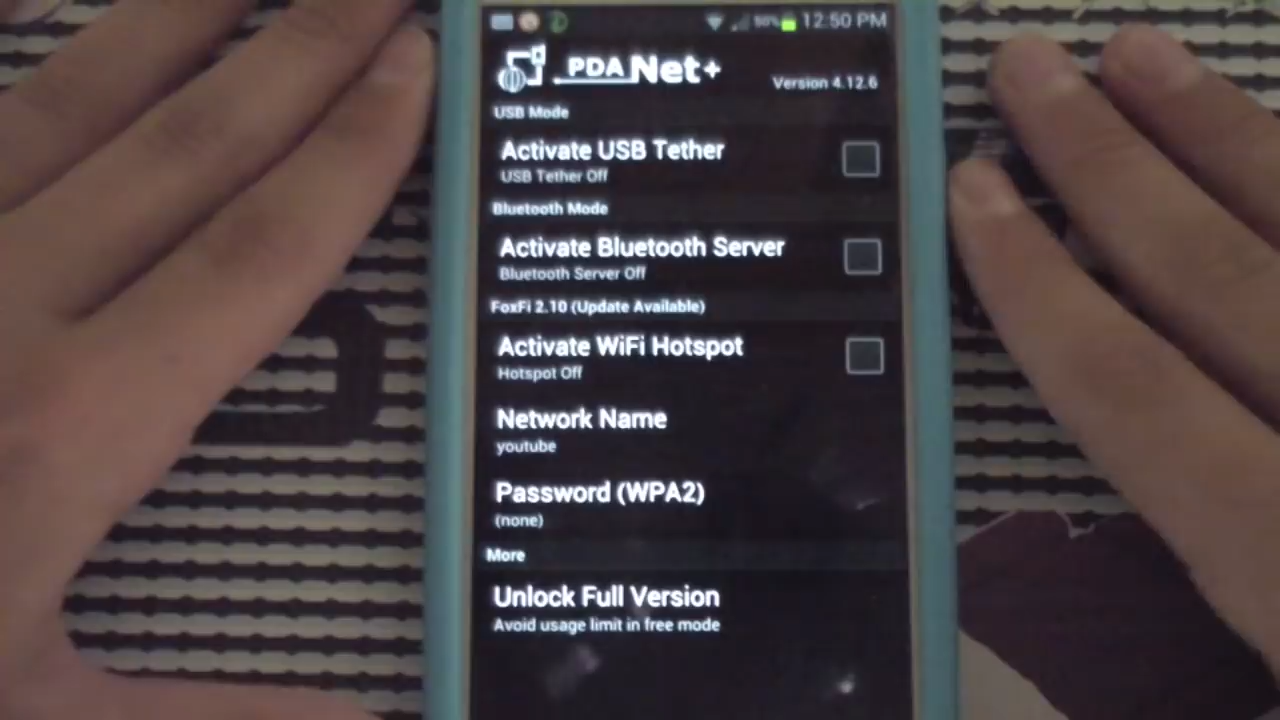 50% 12:50 PM
PDANet+
Version 4.12.6
USB Mode
Activate USB Tether
USB Tether Off
Bluetooth Mode
Activate Bluetooth Server
Bluetooth Server Off
FoxFi 2.10 (Update Available)
Activate WiFi Hotspot
Hotspot Off
Network Name
youtube
Password (WPA2)
(none)
More
Unlock Full Version
Avoid usage limit in free mode